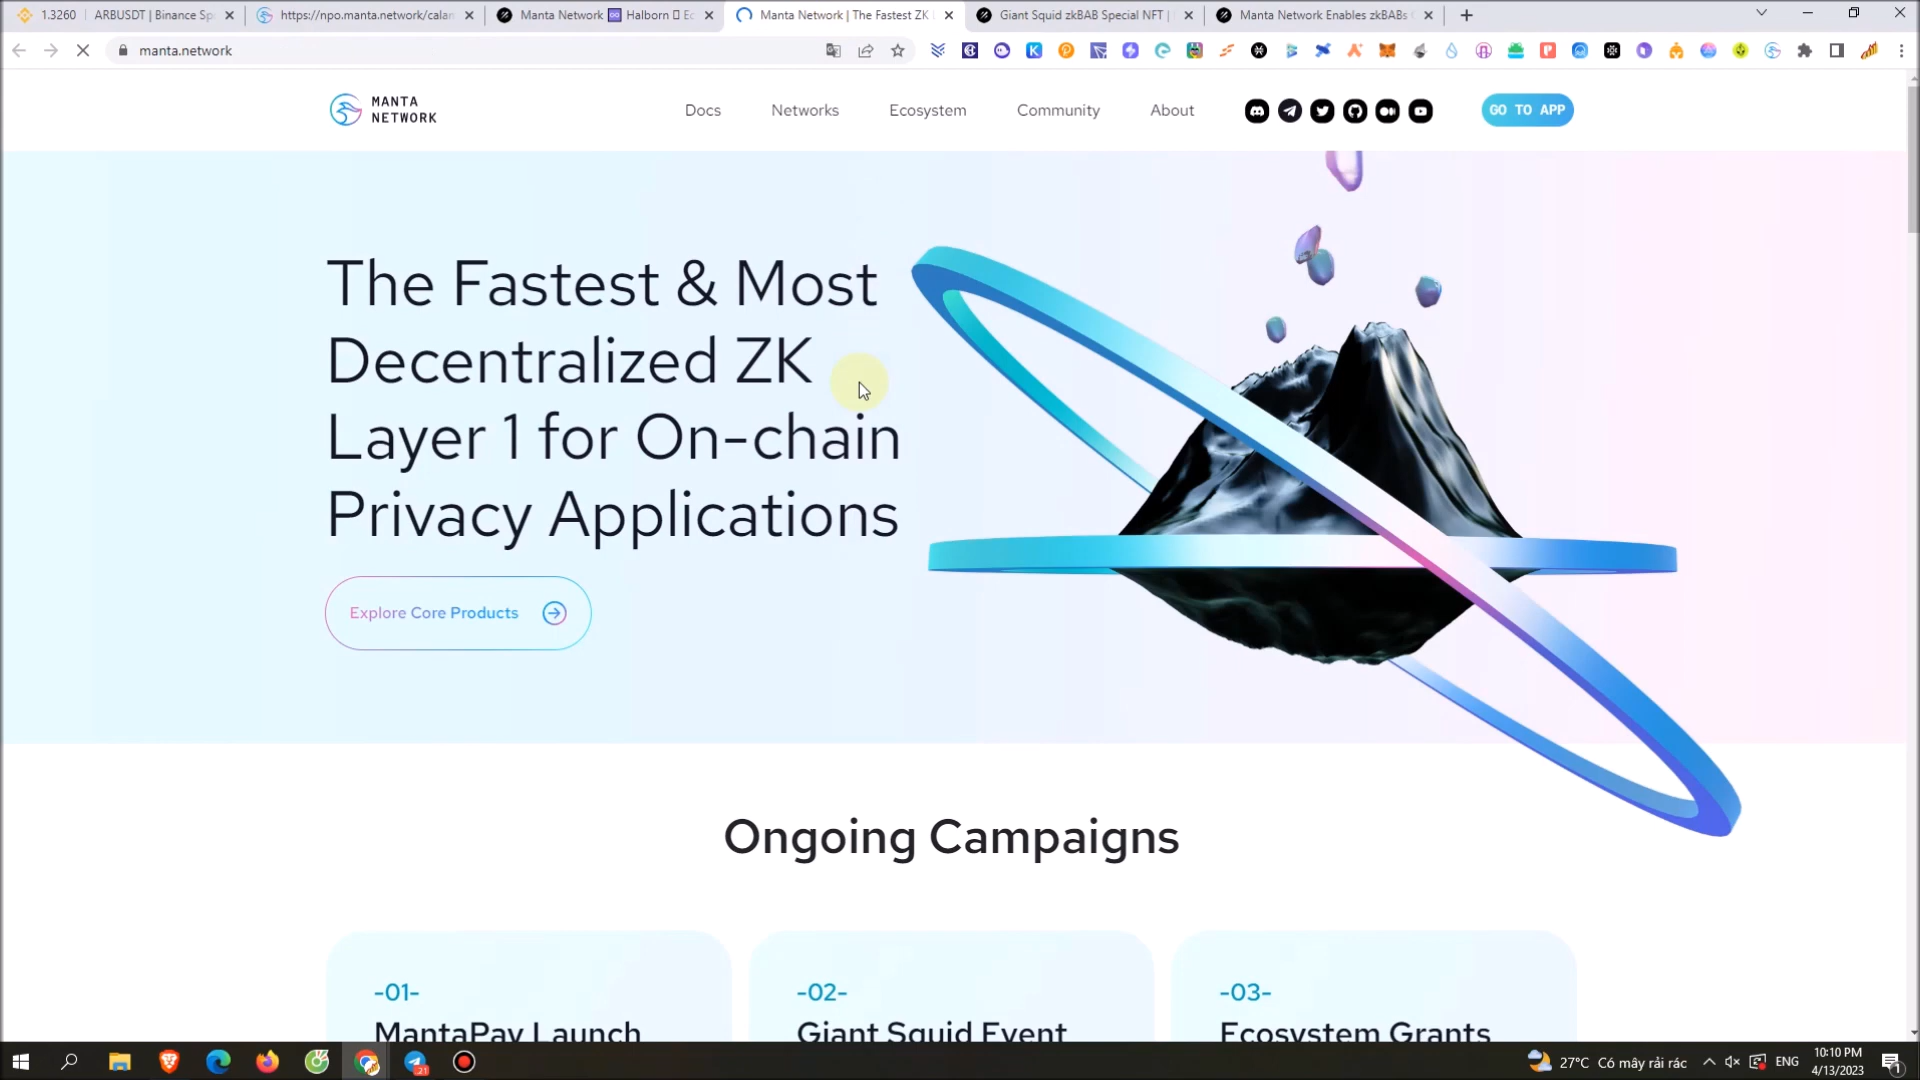 1.3260 ARBUSDT | Binance Sp
https://npo.manta.network/calan
Manta Network Halborn Ec
Manta Network | The Fastest ZK
Giant Squid zkBAB Special NFT |
Manta Network Enables zkBABs
manta.network
MANTA
NETWORK
Docs
Networks
Ecosystem
Community
About
GO TO APP
The Fastest & Most
Decentralized ZK
Layer 1 for On-chain
Privacy Applications
Explore Core Products
Ongoing Campaigns
-01-
MantaPay Launch
-02-
Giant Squid Event
-03-
Ecosystem Grants
21
27°C Có mây rải rác
ENG
10:10 PM
4/13/2023
1